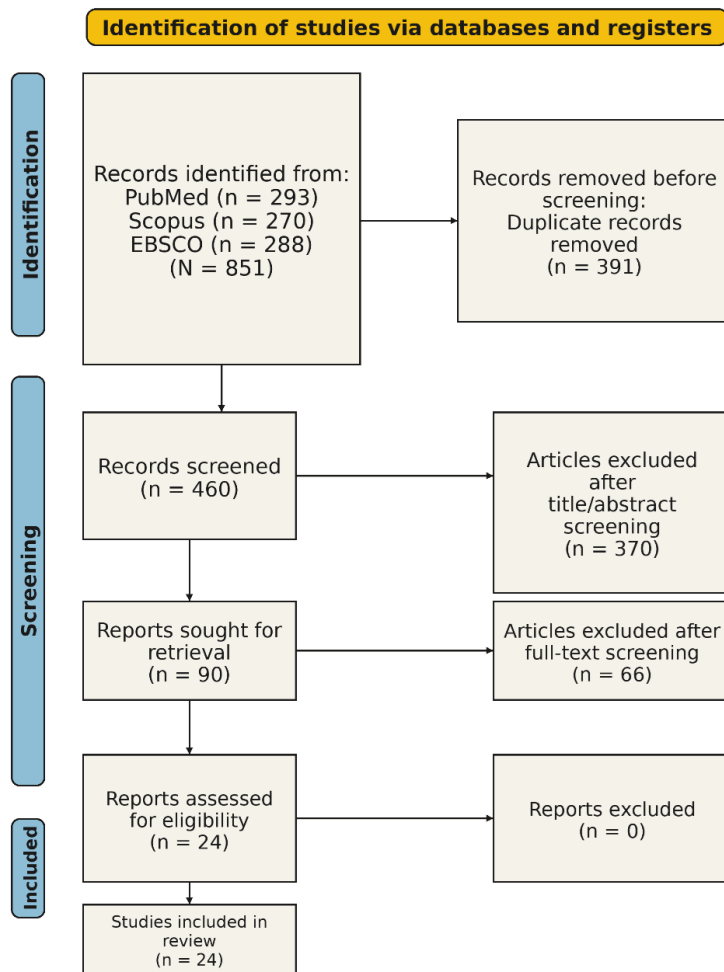 Identification of studies via databases and registers
Identification
Records identified from:
PubMed (n = 293)
Scopus (n = 270)
EBSCO (n = 288)
(N = 851)
Records removed before
screening:
Duplicate records
removed
(n = 391)
Screening
Records screened
(n = 460)
Articles excluded
after
title/abstract
screening
(n = 370)
Reports sought for
retrieval
(n = 90)
Articles excluded after
full-text screening
(n = 66)
Reports assessed
for eligibility
(n = 24)
Reports excluded
(n = 0)
Included
Studies included in
review
(n = 24)